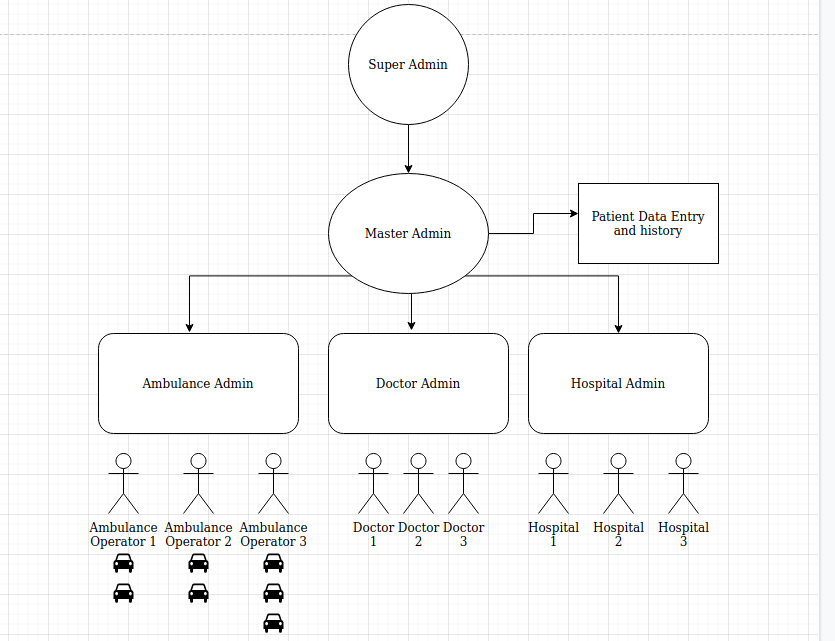 Super Admin
Master Admin
Patient Data Entry
and history
Ambulance Admin
Doctor Admin
Hospital Admin
Ambulance
Operator 1
Ambulance
Operator 2
Ambulance
Operator 3
Doctor
1
Doctor
2
Doctor
3
Hospital
1
Hospital
2
Hospital
3